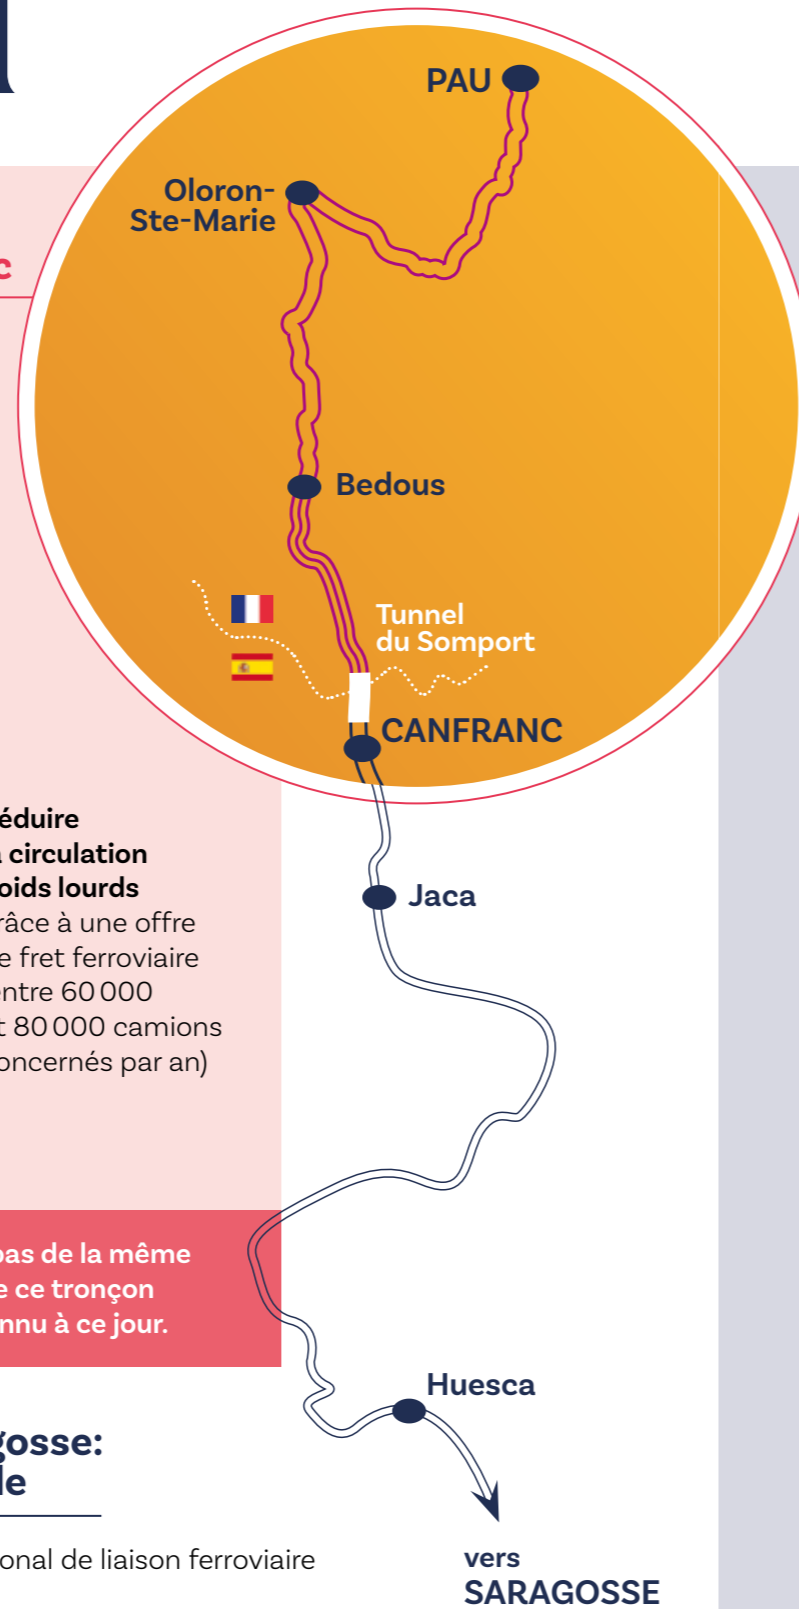 PAU
Oloron-
Ste-Marie
c
Bedous
Tunnel
du Somport
CANFRANC
éduire
circulation
oids lourds
râce à une offre
e fret ferroviaire
entre 60 000
t 80 000 camions
oncernés par an)
Jaca
pas de la même
e ce tronçon
nnu à ce jour.
Huesca
gosse:
le
onal de liaison ferroviaire
vers
SARAGOSSE